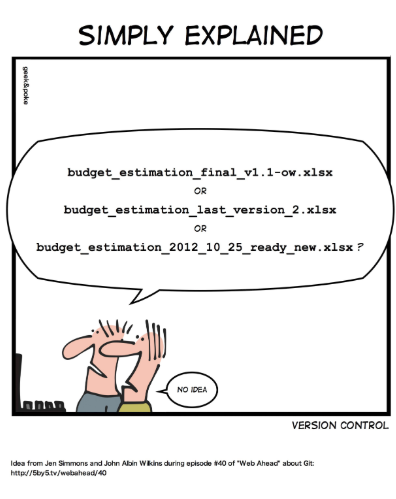 SIMPLY EXPLAINED
geek&poke
budget_estimation_final_v1.1-ow.xlsx
OR
budget_estimation_last_version_2.xlsx
OR
budget_estimation_2012_10_25_ready_new.xlsx ?
NO IDEA
VERSION CONTROL
Idea from Jen Simmons and John Albin Wilkins during episode #40 of "Web Ahead" about Git:
http://5by5.tv/webahead/40